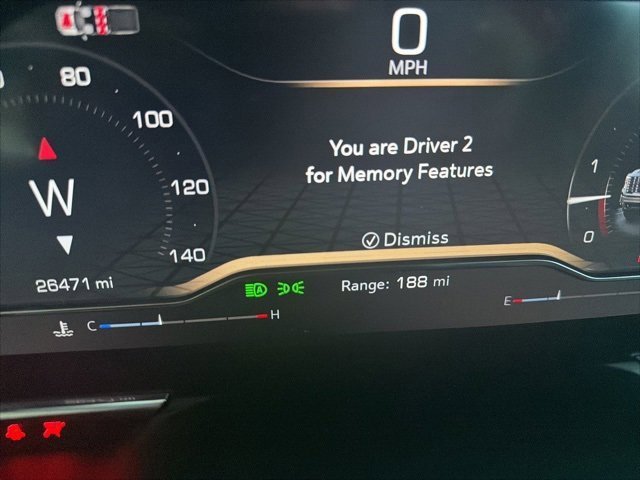 0
MPH
80
100
120
140
W
You are Driver 2
for Memory Features
Dismiss
1
0
26471 mi
A
Range: 188 mi
C
H
E